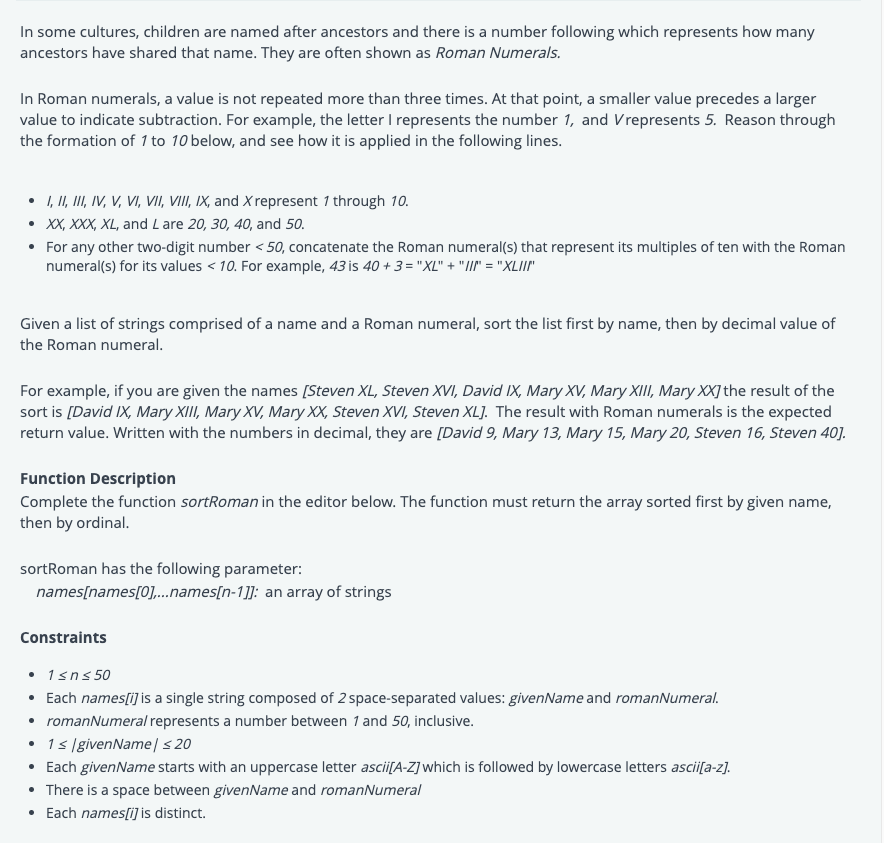 In some cultures, children are named after ancestors and there is a number following which represents how many
ancestors have shared that name. They are often shown as Roman Numerals.
In Roman numerals, a value is not repeated more than three times. At that point, a smaller value precedes a larger
value to indicate subtraction. For example, the letter I represents the number 1, and V represents 5. Reason through
the formation of 1 to 10 below, and see how it is applied in the following lines.
• I, II, III, IV, V, VI, VII, VIII, IX, and X represent 1 through 10.
• XX, XXX, XL, and L are 20, 30, 40, and 50.
• For any other two-digit number < 50, concatenate the Roman numeral(s) that represent its multiples of ten with the Roman
numeral(s) for its values < 10. For example, 43 is 40 + 3 = "XL" + "III" = "XLIII"
Given a list of strings comprised of a name and a Roman numeral, sort the list first by name, then by decimal value of
the Roman numeral.
For example, if you are given the names [Steven XL, Steven XVI, David IX, Mary XV, Mary XIII, Mary XX] the result of the
sort is [David IX, Mary XIII, Mary XV, Mary XX, Steven XVI, Steven XL]. The result with Roman numerals is the expected
return value. Written with the numbers in decimal, they are [David 9, Mary 13, Mary 15, Mary 20, Steven 16, Steven 40].
Function Description
Complete the function sortRoman in the editor below. The function must return the array sorted first by given name,
then by ordinal.
sortRoman has the following parameter:
names[names[0],...names[n-1]]: an array of strings
Constraints
• 1 ≤ n ≤ 50
• Each names[i] is a single string composed of 2 space-separated values: givenName and romanNumeral.
• romanNumeral represents a number between 1 and 50, inclusive.
• 1 ≤ |givenName| ≤ 20
• Each givenName starts with an uppercase letter ascii[A-Z] which is followed by lowercase letters ascii[a-z].
• There is a space between givenName and romanNumeral
• Each names[i] is distinct.